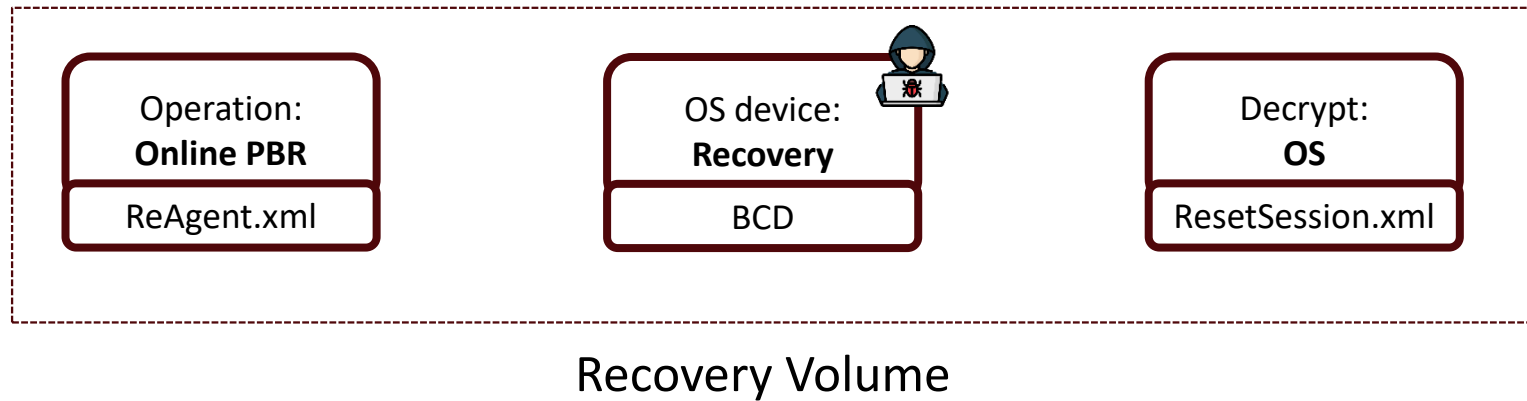 Operation:
Online PBR
ReAgent.xml
OS device:
Recovery
BCD
Decrypt:
OS
ResetSession.xml
Recovery Volume